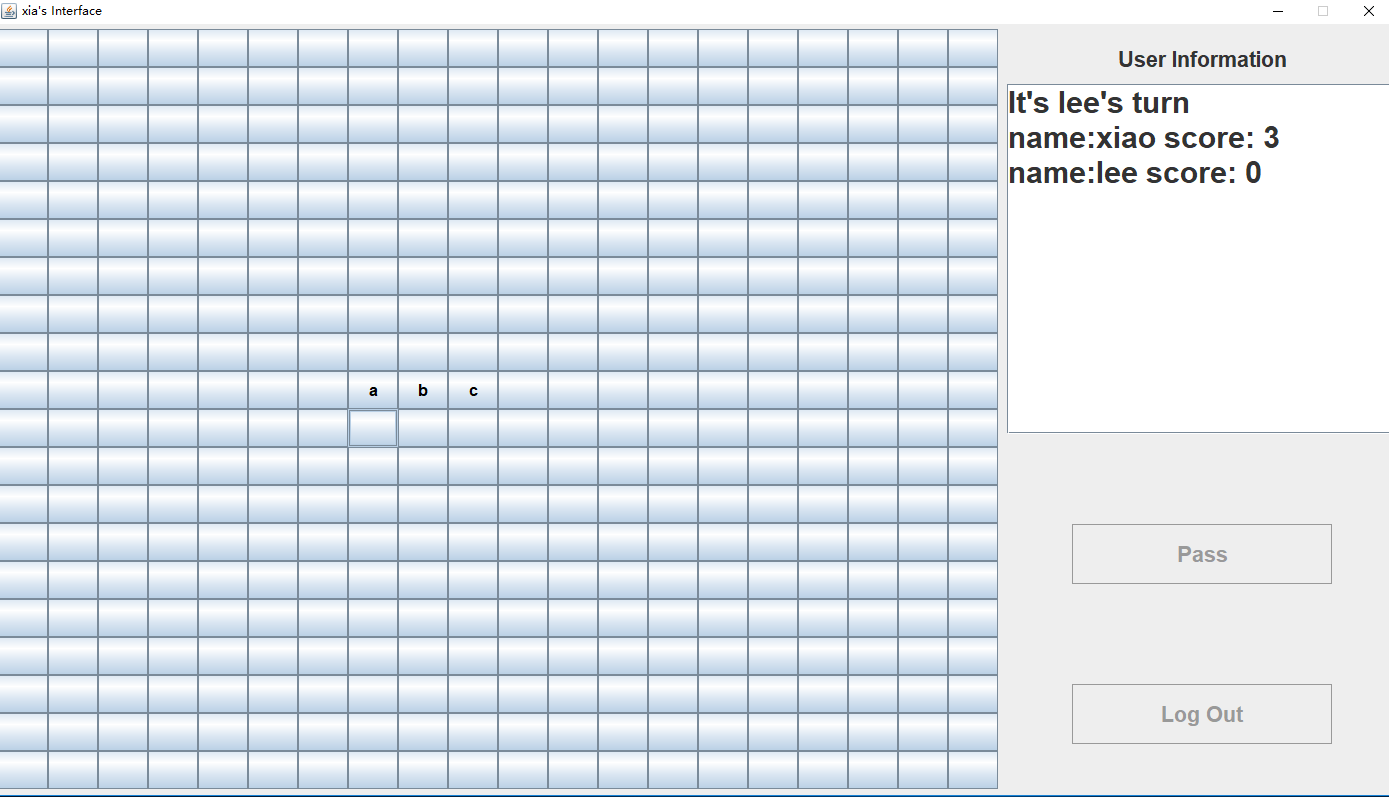 xia's Interface
User Information
It's lee's turn
name:xiao score: 3
name:lee score: 0
a b c
Pass
Log Out